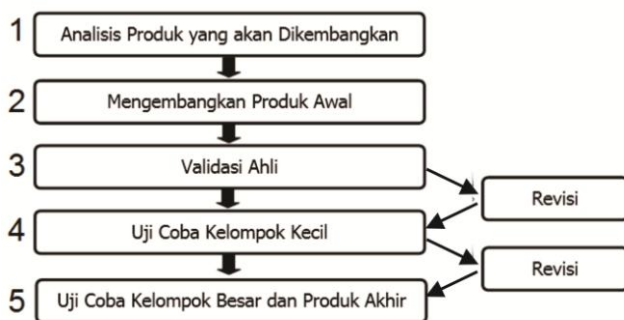 1 Analisis Produk yang akan Dikembangkan
2 Mengembangkan Produk Awal
3 Validasi Ahli
Revisi
4 Uji Coba Kelompok Kecil
Revisi
5 Uji Coba Kelompok Besar dan Produk Akhir